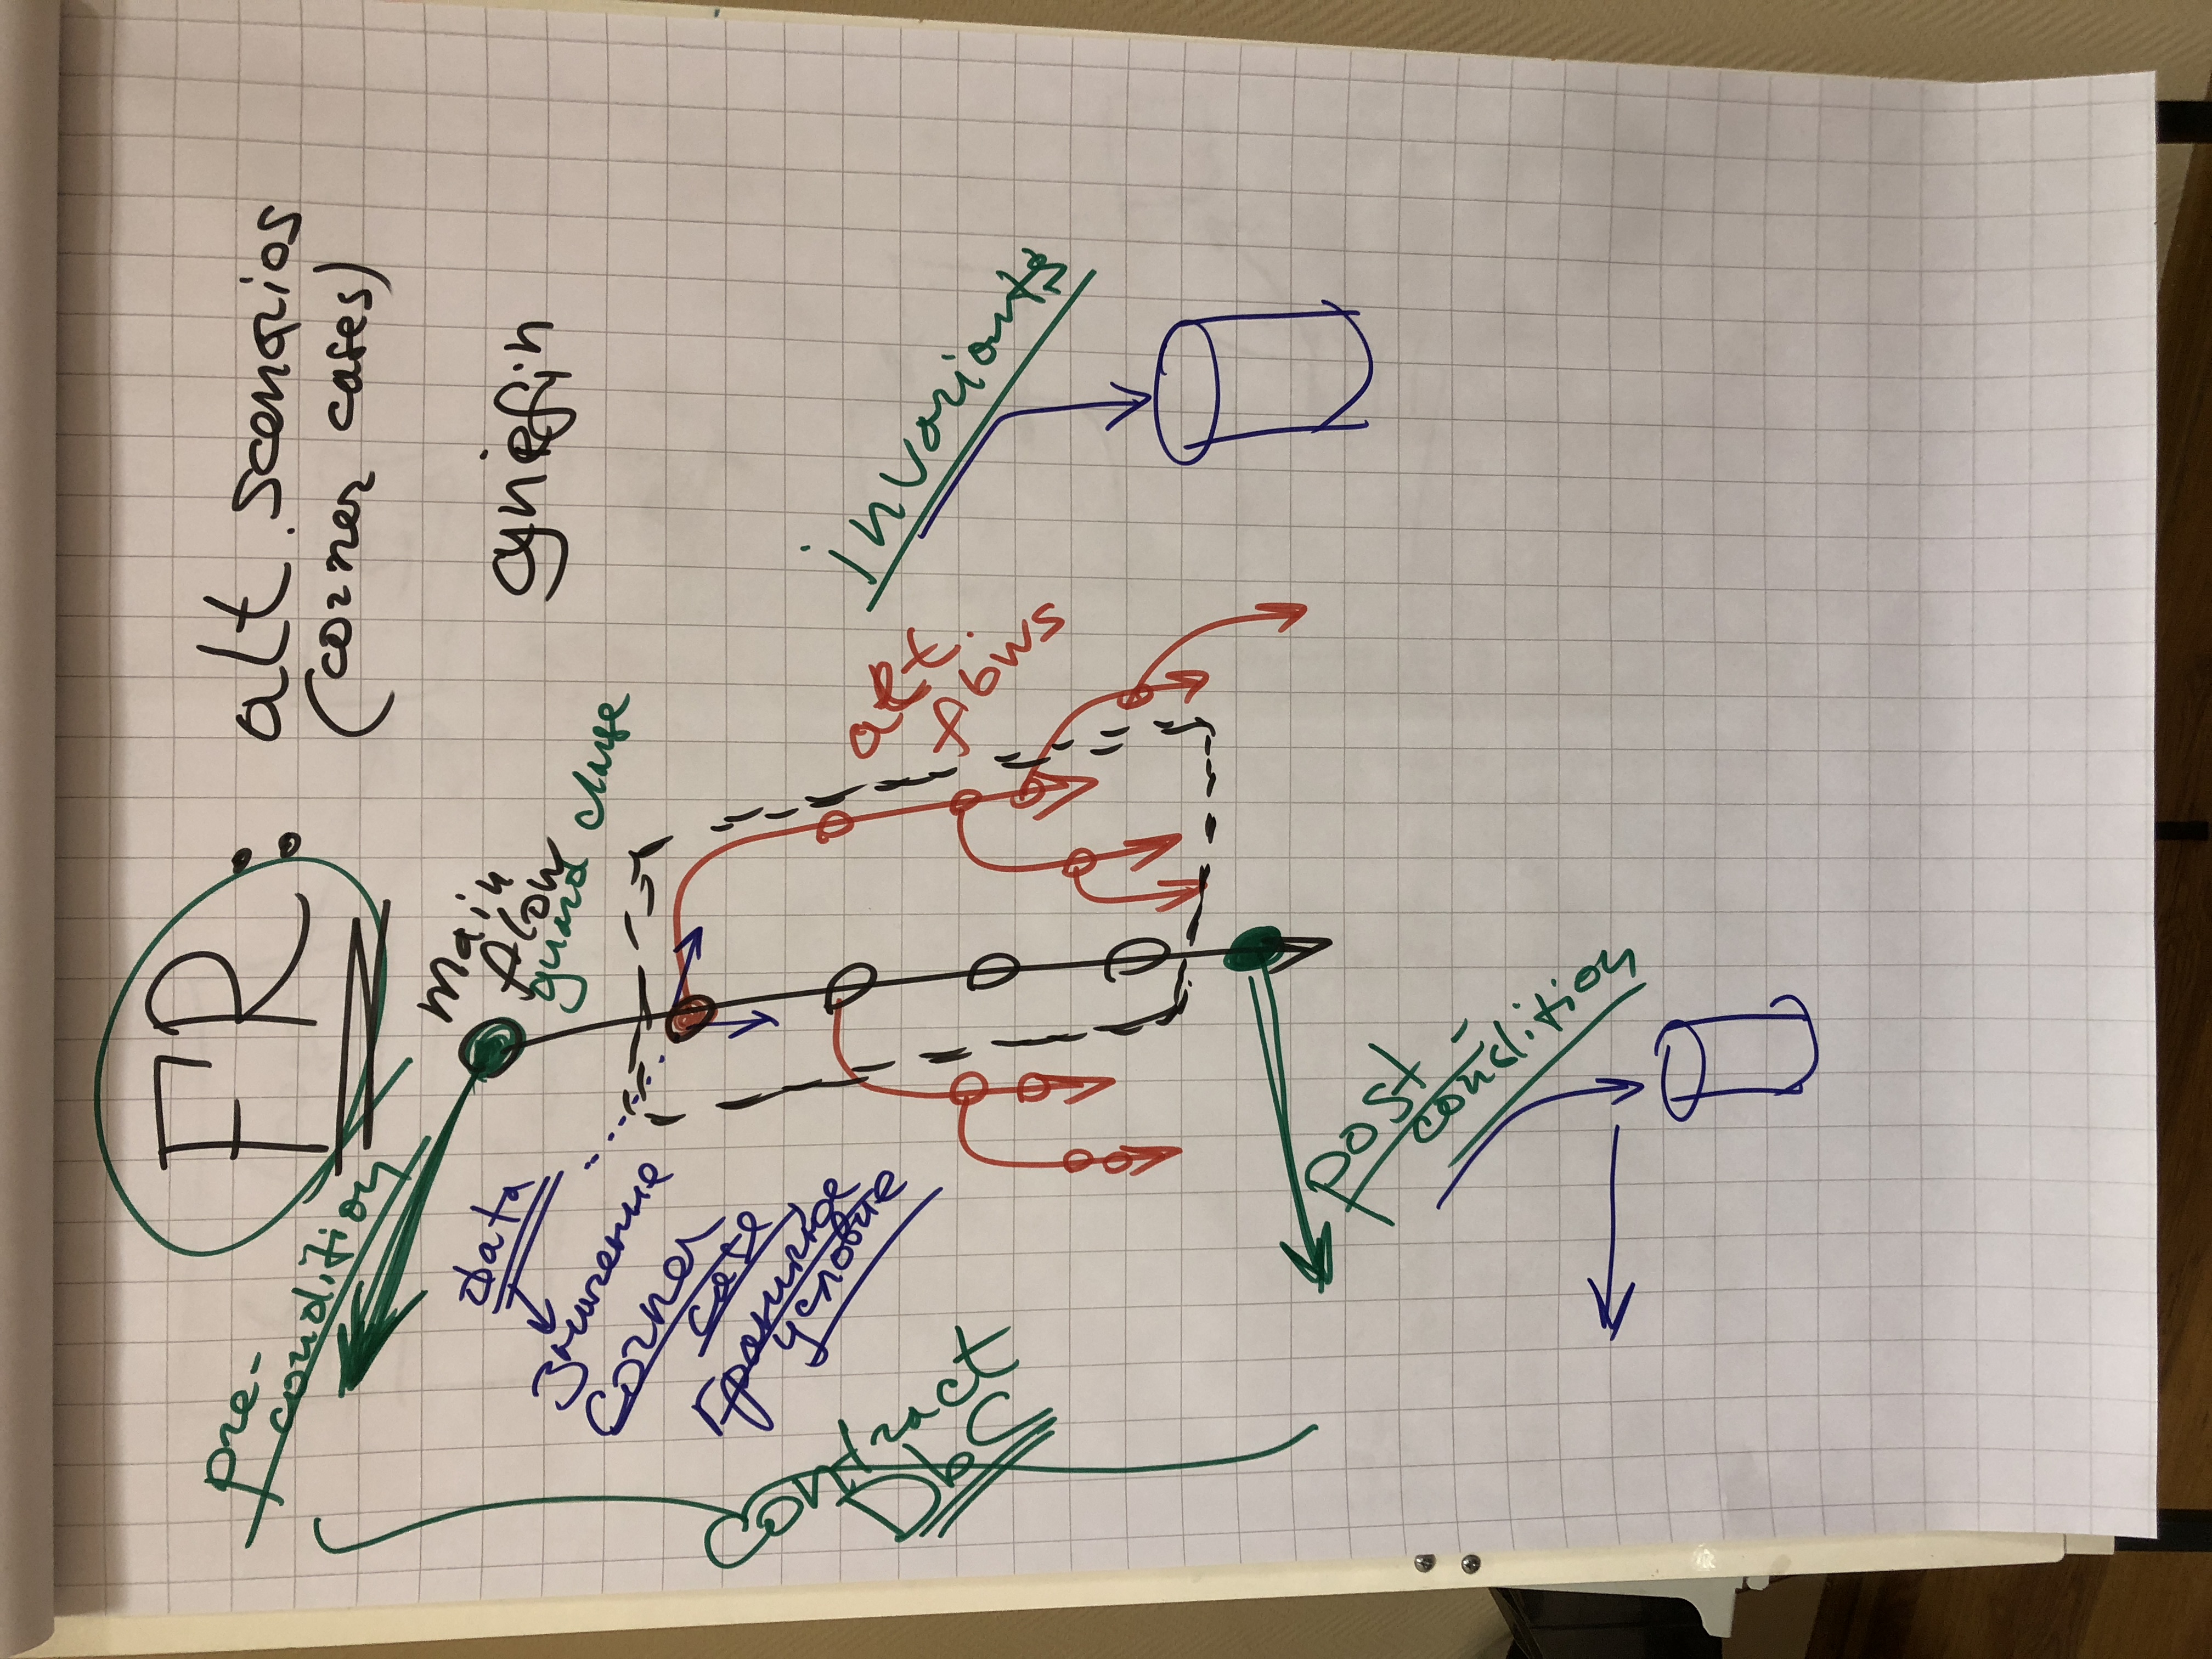 FR:
alt. scenarios
(corner cases)
pre-
condition
main
flow
guard clause
cynefin
data
Значение
Corner
case
Граничное
условие
Contract
DbC
alt.
flows
invariants
post-
condition